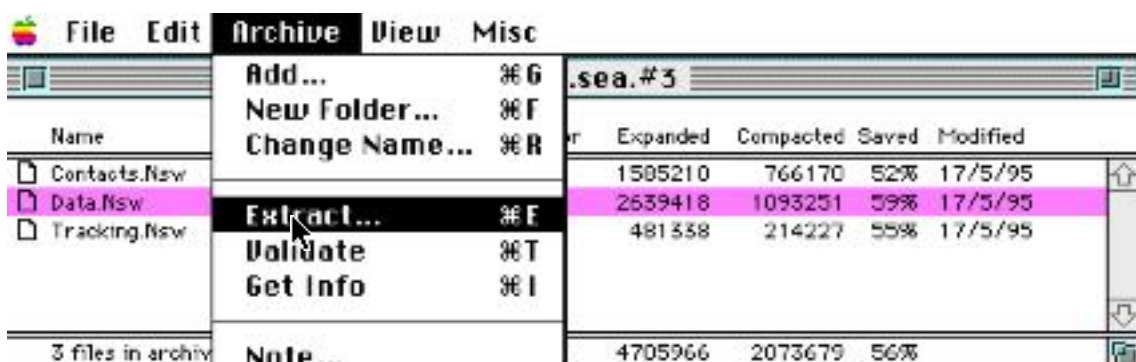 File Edit Archive View Misc
.sea.#3
Add... ⌘G
New Folder... ⌘F
Change Name... ⌘R
Extract... ⌘E
Validate ⌘T
Get Info ⌘I
Note...
Name Expanded Compacted Saved Modified
Contacts.Nsw 1585210 766170 52% 17/5/95
Data.Nsw 2639418 1093251 59% 17/5/95
Tracking.Nsw 481338 214227 55% 17/5/95
3 files in archiv 4705966 2073679 56%